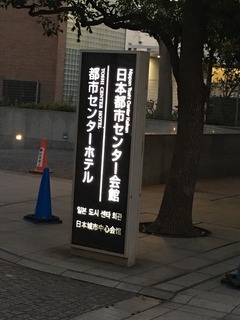 Nippon Toshi Center Kaikan
日本都市センター会館
TOSHI CENTER HOTEL
都市センターホテル
일본 도시 센타 회관
日本城市中心会馆